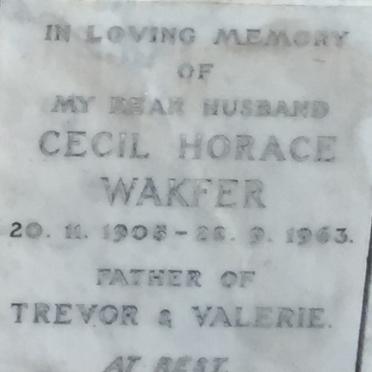 IN LOVING MEMORY
OF
MY DEAR HUSBAND
CECIL HORACE
WAKFER
20. 11. 1905 - 28. 9. 1963.
FATHER OF
TREVOR & VALERIE.
AT REST